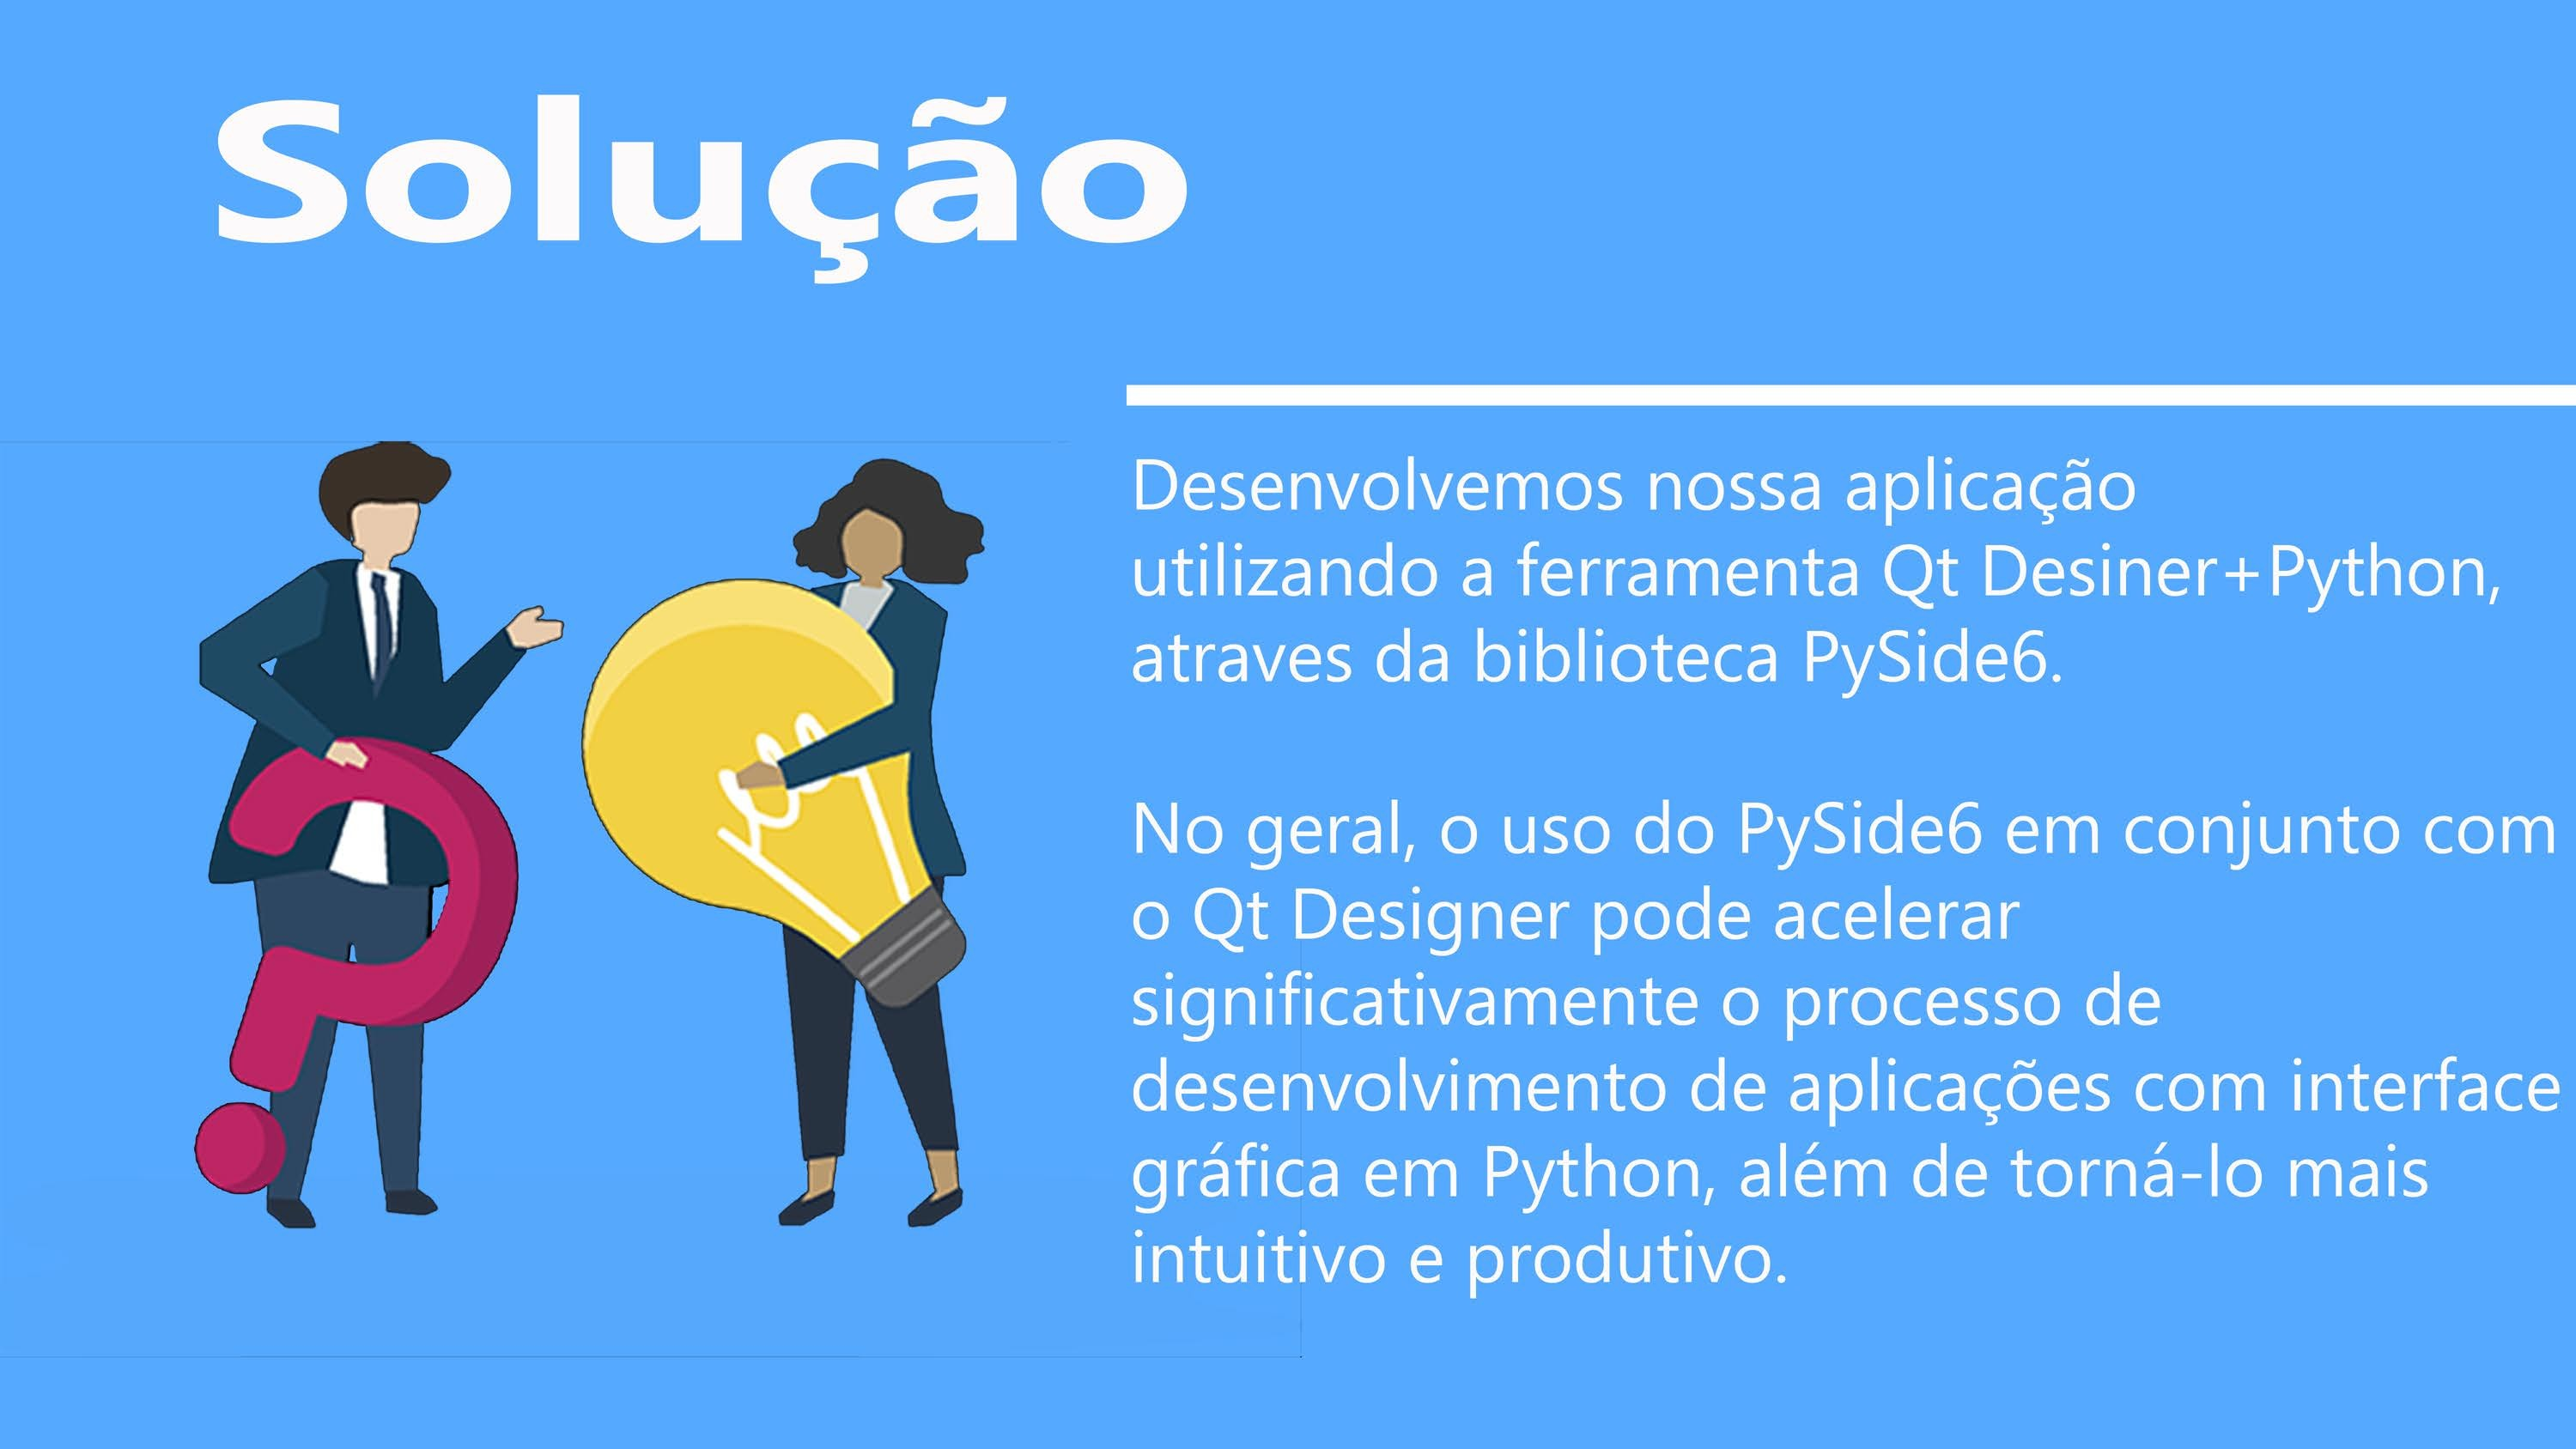 Solução
Desenvolvemos nossa aplicação
utilizando a ferramenta Qt Desiner+Python,
atraves da biblioteca PySide6.
No geral, o uso do PySide6 em conjunto com
o Qt Designer pode acelerar
significativamente o processo de
desenvolvimento de aplicações com interface
gráfica em Python, além de torná-lo mais
intuitivo e produtivo.